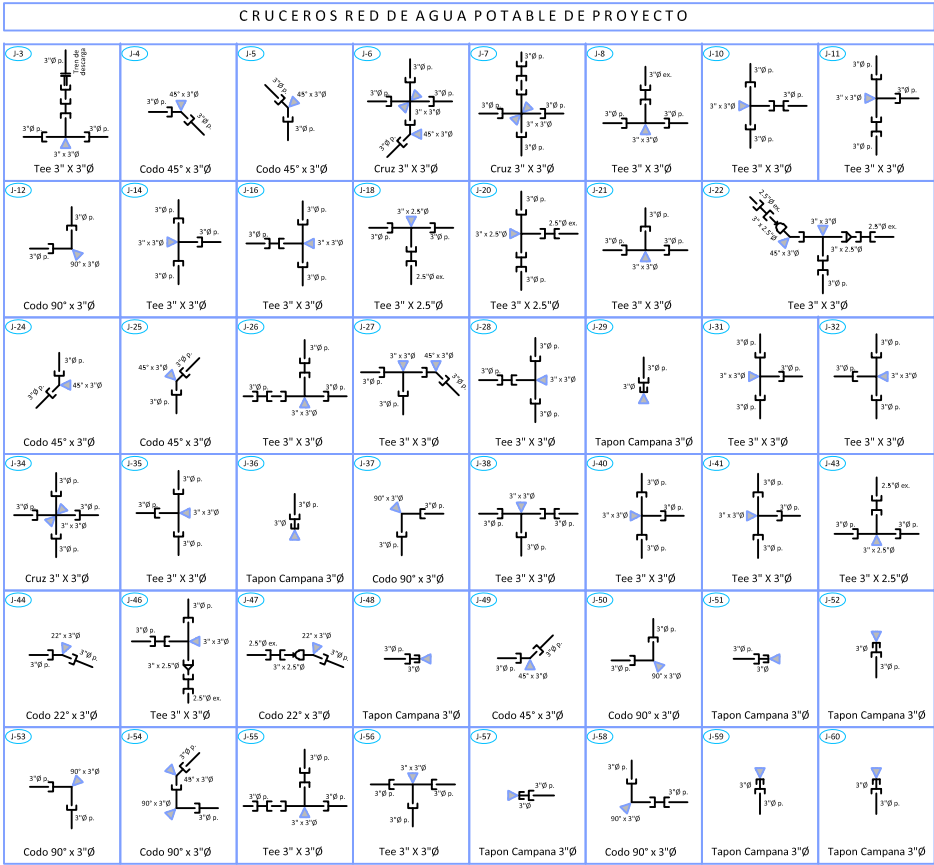 CRUCEROS RED DE AGUA POTABLE DE PROYECTO
J-3
3"Ø p.
Tren de
descarga
3"Ø p.
3"Ø p.
3" x 3"Ø
Tee 3" X 3"Ø
J-4
45° x 3"Ø
3"Ø p.
3"Ø p.
Codo 45° x 3"Ø
J-5
3"Ø p.
45° x 3"Ø
3"Ø p.
Codo 45° x 3"Ø
J-6
3"Ø p.
3"Ø p.
3"Ø p.
3" x 3"Ø
45° x 3"Ø
3"Ø p.
Cruz 3" X 3"Ø
J-7
3"Ø p.
3"Ø p.
3"Ø p.
3" x 3"Ø
3"Ø p.
Cruz 3" X 3"Ø
J-8
3"Ø ex.
3"Ø p.
3"Ø p.
3" x 3"Ø
Tee 3" X 3"Ø
J-10
3"Ø p.
3" x 3"Ø
3"Ø p.
3"Ø p.
Tee 3" X 3"Ø
J-11
3"Ø p.
3" x 3"Ø
3"Ø p.
3"Ø p.
Tee 3" X 3"Ø
J-12
3"Ø p.
3"Ø p.
90° x 3"Ø
Codo 90° x 3"Ø
J-14
3"Ø p.
3" x 3"Ø
3"Ø p.
3"Ø p.
Tee 3" X 3"Ø
J-16
3"Ø p.
3"Ø p.
3" x 3"Ø
3"Ø p.
Tee 3" X 3"Ø
J-18
3" x 2.5"Ø
3"Ø p.
3"Ø p.
2.5"Ø ex.
Tee 3" X 2.5"Ø
J-20
3"Ø p.
3" x 2.5"Ø
2.5"Ø ex.
3"Ø p.
Tee 3" X 2.5"Ø
J-21
3"Ø p.
3"Ø p.
3"Ø p.
3" x 3"Ø
Tee 3" X 3"Ø
J-22
2.5"Ø ex.
3" x 2.5"Ø
45° x 3"Ø
3" x 3"Ø
2.5"Ø ex.
3" x 2.5"Ø
3"Ø p.
Tee 3" X 3"Ø
J-24
3"Ø p.
45° x 3"Ø
3"Ø p.
Codo 45° x 3"Ø
J-25
3"Ø p.
45° x 3"Ø
3"Ø p.
Codo 45° x 3"Ø
J-26
3"Ø p.
3"Ø p.
3"Ø p.
3" x 3"Ø
Tee 3" X 3"Ø
J-27
3" x 3"Ø
45° x 3"Ø
3"Ø p.
3"Ø p.
3"Ø p.
Tee 3" X 3"Ø
J-28
3"Ø p.
3"Ø p.
3" x 3"Ø
3"Ø p.
Tee 3" X 3"Ø
J-29
3"Ø p.
3"Ø
Tapon Campana 3"Ø
J-31
3"Ø p.
3" x 3"Ø
3"Ø p.
3"Ø p.
Tee 3" X 3"Ø
J-32
3"Ø p.
3"Ø p.
3" x 3"Ø
3"Ø p.
Tee 3" X 3"Ø
J-34
3"Ø p.
3"Ø p.
3"Ø p.
3" x 3"Ø
3"Ø p.
Cruz 3" X 3"Ø
J-35
3"Ø p.
3"Ø p.
3" x 3"Ø
3"Ø p.
Tee 3" X 3"Ø
J-36
3"Ø p.
3"Ø
Tapon Campana 3"Ø
J-37
90° x 3"Ø
3"Ø p.
3"Ø p.
Codo 90° x 3"Ø
J-38
3" x 3"Ø
3"Ø p.
3"Ø p.
3"Ø p.
Tee 3" X 3"Ø
J-40
3"Ø p.
3" x 3"Ø
3"Ø p.
3"Ø p.
Tee 3" X 3"Ø
J-41
3"Ø p.
3" x 3"Ø
3"Ø p.
3"Ø p.
Tee 3" X 3"Ø
J-43
2.5"Ø ex.
3"Ø p.
3"Ø p.
3" x 2.5"Ø
Tee 3" X 2.5"Ø
J-44
22° x 3"Ø
3"Ø p.
3"Ø p.
Codo 22° x 3"Ø
J-46
3"Ø p.
3"Ø p.
3" x 3"Ø
3" x 2.5"Ø
2.5"Ø ex.
Tee 3" X 3"Ø
J-47
2.5"Ø ex.
22° x 3"Ø
3" x 2.5"Ø
3"Ø p.
Codo 22° x 3"Ø
J-48
3"Ø p.
3"Ø
Tapon Campana 3"Ø
J-49
3"Ø p.
3"Ø p.
45° x 3"Ø
Codo 45° x 3"Ø
J-50
3"Ø p.
3"Ø p.
90° x 3"Ø
Codo 90° x 3"Ø
J-51
3"Ø p.
3"Ø
Tapon Campana 3"Ø
J-52
3"Ø
3"Ø p.
Tapon Campana 3"Ø
J-53
90° x 3"Ø
3"Ø p.
3"Ø p.
Codo 90° x 3"Ø
J-54
3"Ø p.
45° x 3"Ø
90° x 3"Ø
3"Ø p.
Codo 90° x 3"Ø
J-55
3"Ø p.
3"Ø p.
3"Ø p.
3" x 3"Ø
Tee 3" X 3"Ø
J-56
3" x 3"Ø
3"Ø p.
3"Ø p.
3"Ø p.
Tee 3" X 3"Ø
J-57
3"Ø p.
3"Ø
Tapon Campana 3"Ø
J-58
3"Ø p.
3"Ø p.
90° x 3"Ø
Codo 90° x 3"Ø
J-59
3"Ø
3"Ø p.
Tapon Campana 3"Ø
J-60
3"Ø
3"Ø p.
Tapon Campana 3"Ø